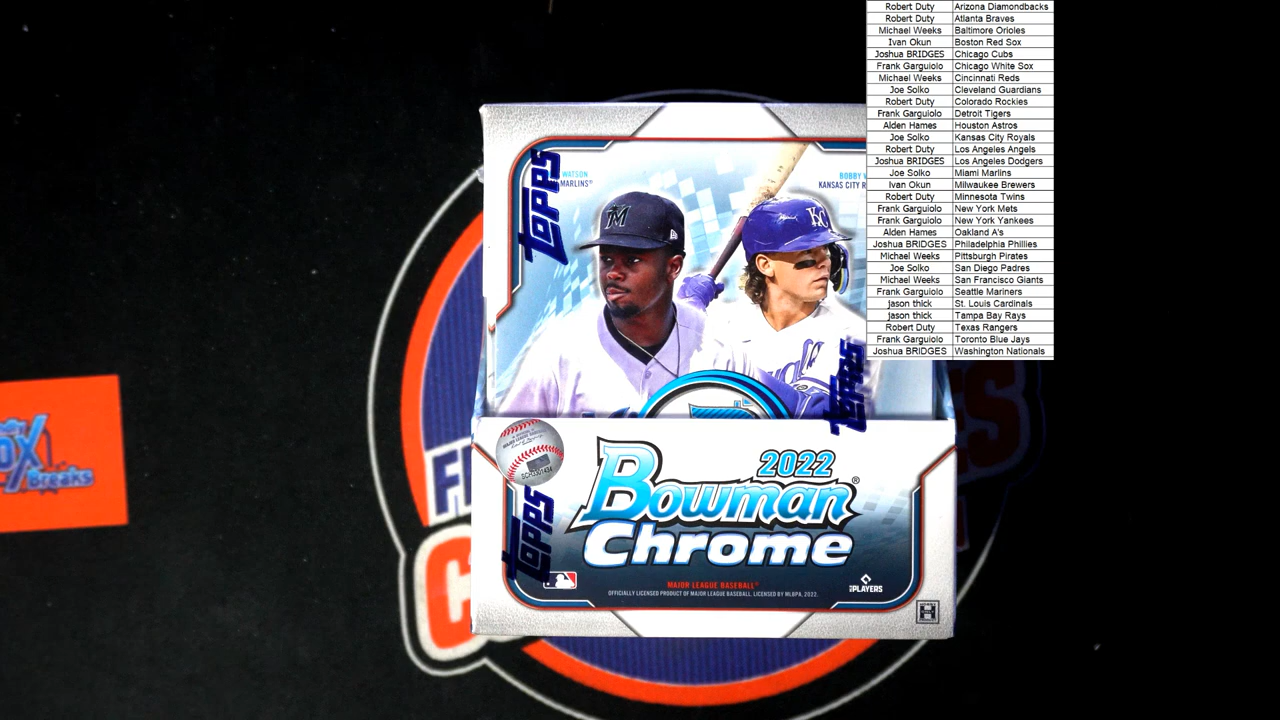 Robert Duty Arizona Diamondbacks
Robert Duty Atlanta Braves
Michael Weeks Baltimore Orioles
Ivan Okun Boston Red Sox
Joshua BRIDGES Chicago Cubs
Frank Garguiolo Chicago White Sox
Michael Weeks Cincinnati Reds
Joe Solko Cleveland Guardians
Robert Duty Colorado Rockies
Frank Garguiolo Detroit Tigers
Alden Hames Houston Astros
Joe Solko Kansas City Royals
Robert Duty Los Angeles Angels
Joshua BRIDGES Los Angeles Dodgers
Joe Solko Miami Marlins
Ivan Okun Milwaukee Brewers
Robert Duty Minnesota Twins
Frank Garguiolo New York Mets
Frank Garguiolo New York Yankees
Alden Hames Oakland A's
Joshua BRIDGES Philadelphia Phillies
Michael Weeks Pittsburgh Pirates
Joe Solko San Diego Padres
Michael Weeks San Francisco Giants
Frank Garguiolo Seattle Mariners
jason thick St. Louis Cardinals
jason thick Tampa Bay Rays
Robert Duty Texas Rangers
Frank Garguiolo Toronto Blue Jays
Joshua BRIDGES Washington Nationals
WATSON
MARLINS®
BOBBY
KANSAS CITY R
TOPPS
M
KC
TOPPS
2022
Bowman®
Chrome
TOPPS
MAJOR LEAGUE BASEBALL®
OFFICIALLY LICENSED PRODUCT OF MAJOR LEAGUE BASEBALL. LICENSED BY MLBPA, 2022.
PLAYERS
Breaks